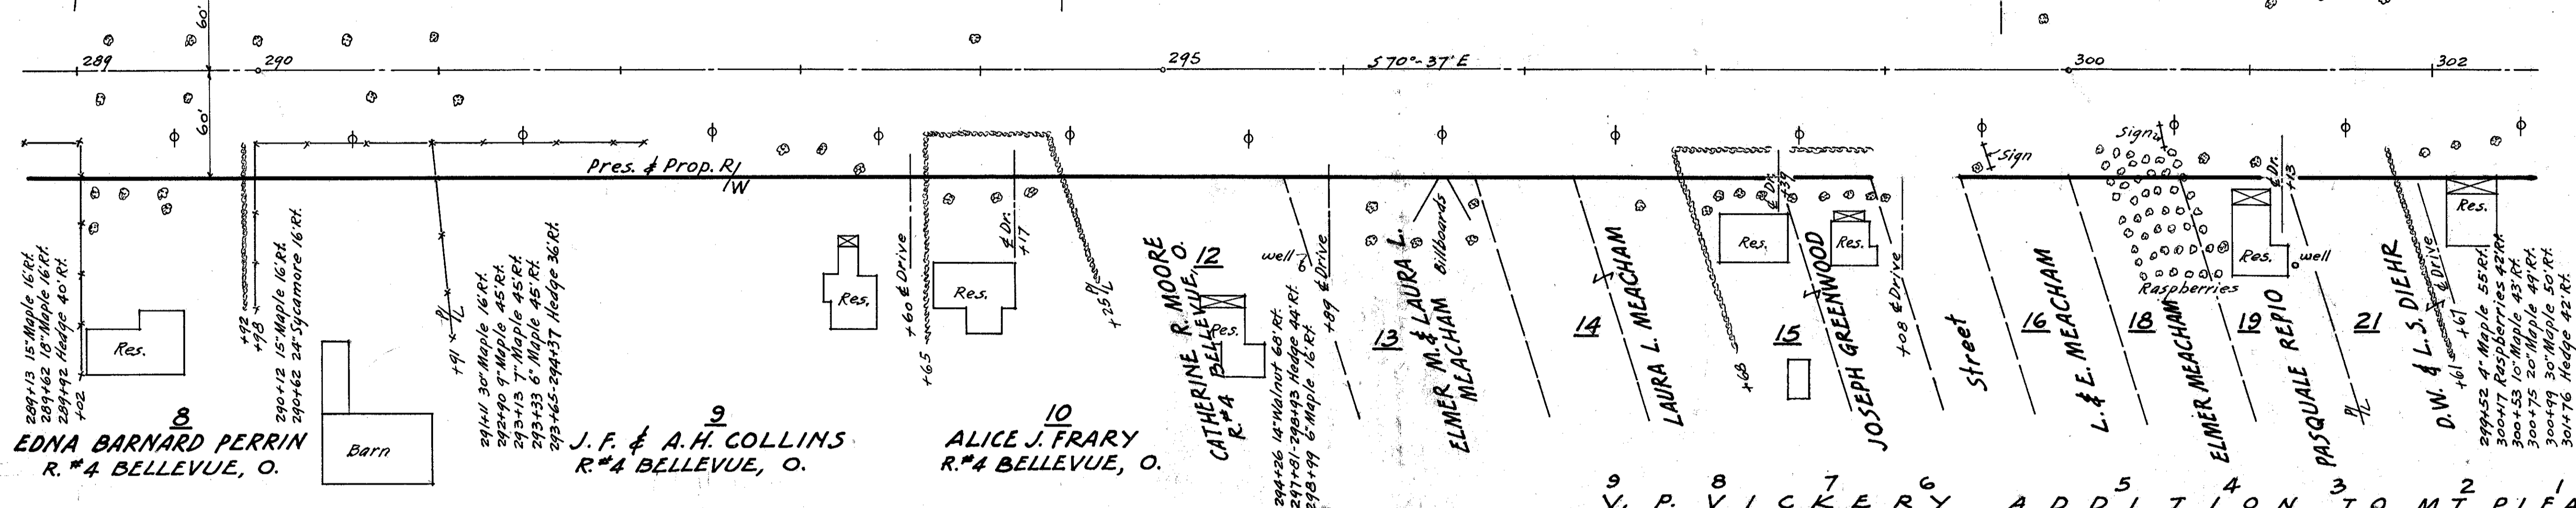 60'
289
290
295
S 70°-37' E
300
302
60'
Pres. & Prop. R/W
Sign
Sign
℄ Dr.
+39
℄ Dr.
+13
289+13 15" Maple 16' Rt.
289+62 18" Maple 16' Rt.
289+92 Hedge 40' Rt.
+02
Res.
+92
+98
290+12 15" Maple 16' Rt.
290+62 24" Sycamore 16' Rt.
Barn
+91
P/L
291+11 30" Maple 16' Rt.
292+90 9" Maple 45' Rt.
293+13 7" Maple 45' Rt.
293+33 6" Maple 45' Rt.
293+65-294+37 Hedge 36' Rt.
Res.
+60 ℄ Drive
+65
Res.
℄ Dr.
+17
+25 P/L
well
+89 ℄ Drive
Res.
294+26 14" Walnut 68' Rt.
297+81-298+93 Hedge 44' Rt.
298+99 6" Maple 16' Rt.
Billboards
+68
Res.
Res.
+08 ℄ Drive
Street
Raspberries
Res.
well
P/L
+61
℄ Drive
+67
Res.
299+52 4" Maple 55' Rt.
300+17 Raspberries 42' Rt.
300+53 10" Maple 43' Rt.
300+75 20" Maple 49' Rt.
300+99 30" Maple 50' Rt.
301+76 Hedge 42' Rt.
8
EDNA BARNARD PERRIN
R. #4 BELLEVUE, O.
9
J. F. & A. H. COLLINS
R. #4 BELLEVUE, O.
10
ALICE J. FRARY
R. #4 BELLEVUE, O.
12
CATHERINE R. MOORE
R. #4 BELLEVUE, O.
13
ELMER M. & LAURA L.
MEACHAM
14
LAURA L. MEACHAM
15
JOSEPH GREENWOOD
16
L. & E. MEACHAM
18
ELMER MEACHAM
19
PASQUALE REPIO
21
D.W. & L.S. DIEHR
9 8 7 6 5 4 3 2 1
V. P. VICKERY ADDITION TO MT.